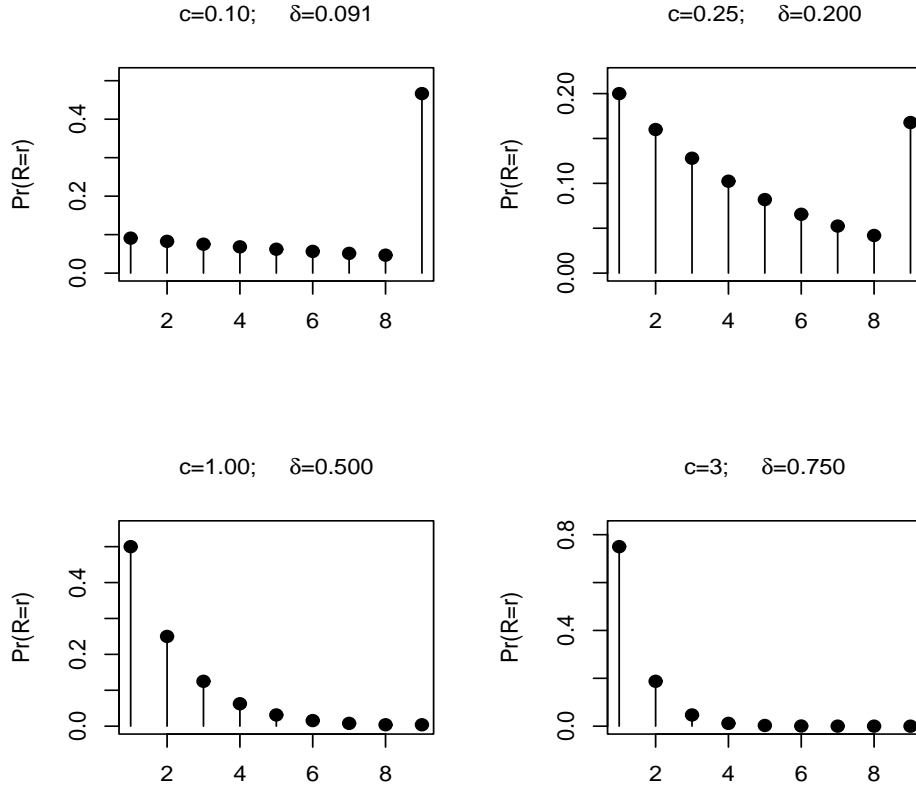 c=0.10; δ=0.091
Pr(R=r)
0.0 0.2 0.4
2 4 6 8
c=0.25; δ=0.200
Pr(R=r)
0.00 0.10 0.20
2 4 6 8
c=1.00; δ=0.500
Pr(R=r)
0.0 0.2 0.4
2 4 6 8
c=3; δ=0.750
Pr(R=r)
0.0 0.4 0.8
2 4 6 8